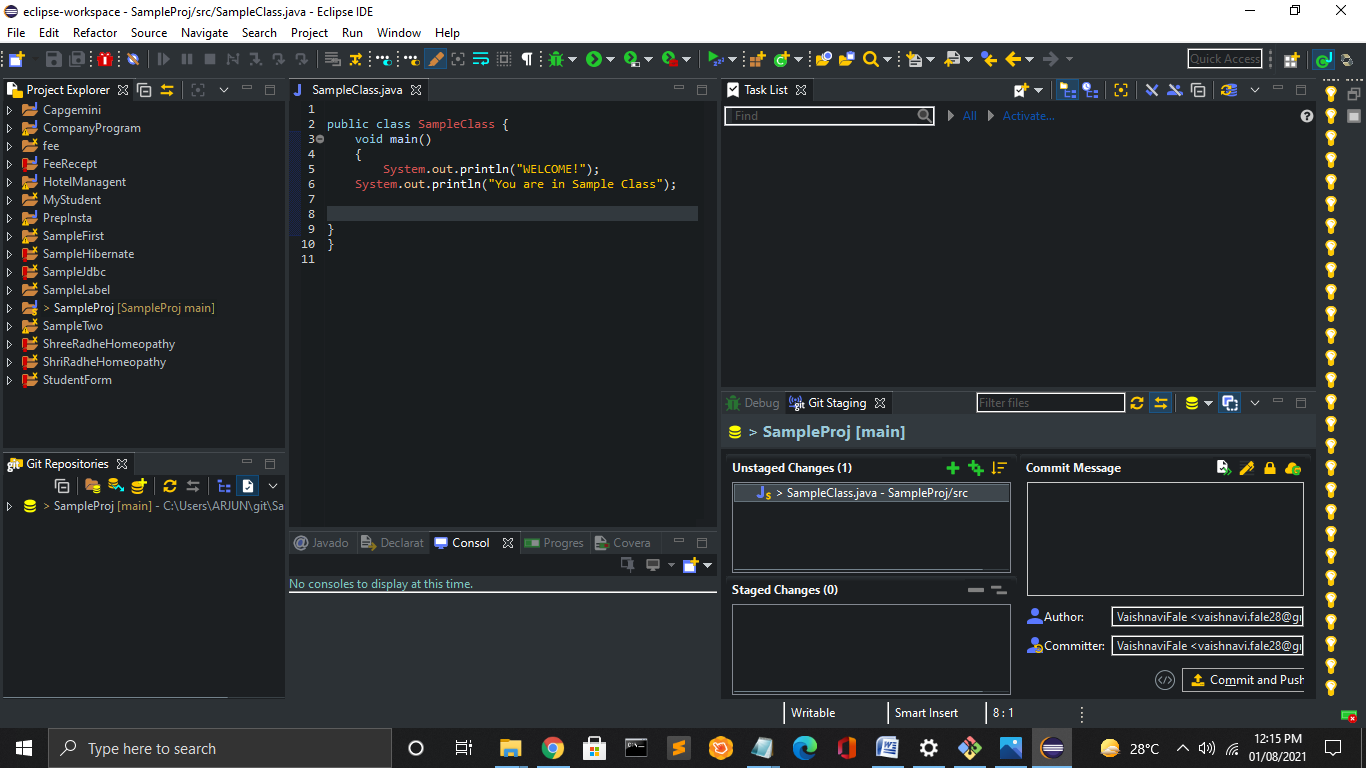 eclipse-workspace - SampleProj/src/SampleClass.java - Eclipse IDE
File Edit Refactor Source Navigate Search Project Run Window Help
Quick Access
Project Explorer
Capgemini
CompanyProgram
fee
FeeRecept
HotelManagent
MyStudent
PrepInsta
SampleFirst
SampleHibernate
SampleJdbc
SampleLabel
> SampleProj [SampleProj main]
SampleTwo
ShreeRadheHomeopathy
ShriRadheHomeopathy
StudentForm
Git Repositories
> SampleProj [main] - C:\Users\ARJUN\git\Sa
SampleClass.java
1
2 public class SampleClass {
3 void main()
4 {
5 System.out.println("WELCOME!");
6 System.out.println("You are in Sample Class");
7
8
9 }
10 }
11
@ Javado Declarat Consol Progres Covera
No consoles to display at this time.
Task List
Find All Activate...
Debug Git Staging Filter files
> SampleProj [main]
Unstaged Changes (1)
> SampleClass.java - SampleProj/src
Staged Changes (0)
Commit Message
Author: VaishnaviFale <vaishnavi.fale28@g
Committer: VaishnaviFale <vaishnavi.fale28@g
Commit and Push
Writable Smart Insert 8 : 1
Type here to search
28°C
12:15 PM
01/08/2021